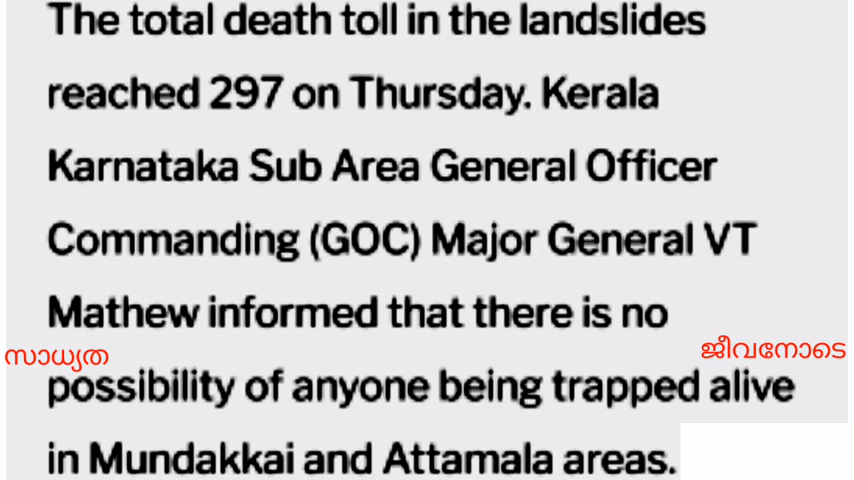 The total death toll in the landslides
reached 297 on Thursday. Kerala
Karnataka Sub Area General Officer
Commanding (GOC) Major General VT
Mathew informed that there is no
സാധ്യത ജീവനോടെ
possibility of anyone being trapped alive
in Mundakkai and Attamala areas.